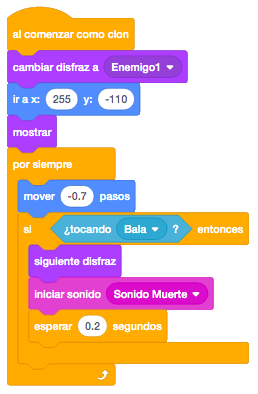 al comenzar como clon
cambiar disfraz a Enemigo1
ir a x: 255 y: -110
mostrar
por siempre
mover -0.7 pasos
si ¿tocando Bala ? entonces
siguiente disfraz
iniciar sonido Sonido Muerte
esperar 0.2 segundos